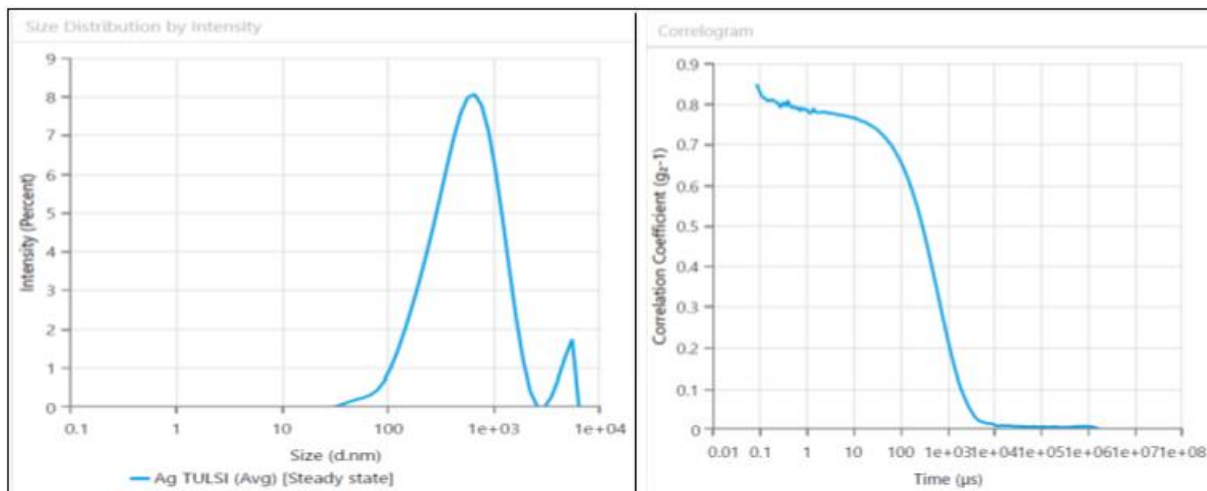 Size Distribution by Intensity
9
8
7
6
5
4
3
2
1
0
Intensity (Percent)
0.1 1 10 100 1e+03 1e+04
Size (d.nm)
Ag TULSI (Avg) [Steady state]
Correlogram
0.9
0.8
0.7
0.6
0.5
0.4
0.3
0.2
0.1
0
Correlation Coefficient (g₂-1)
0.01 0.1 1 10 100 1e+031e+041e+051e+061e+071e+08
Time (µs)